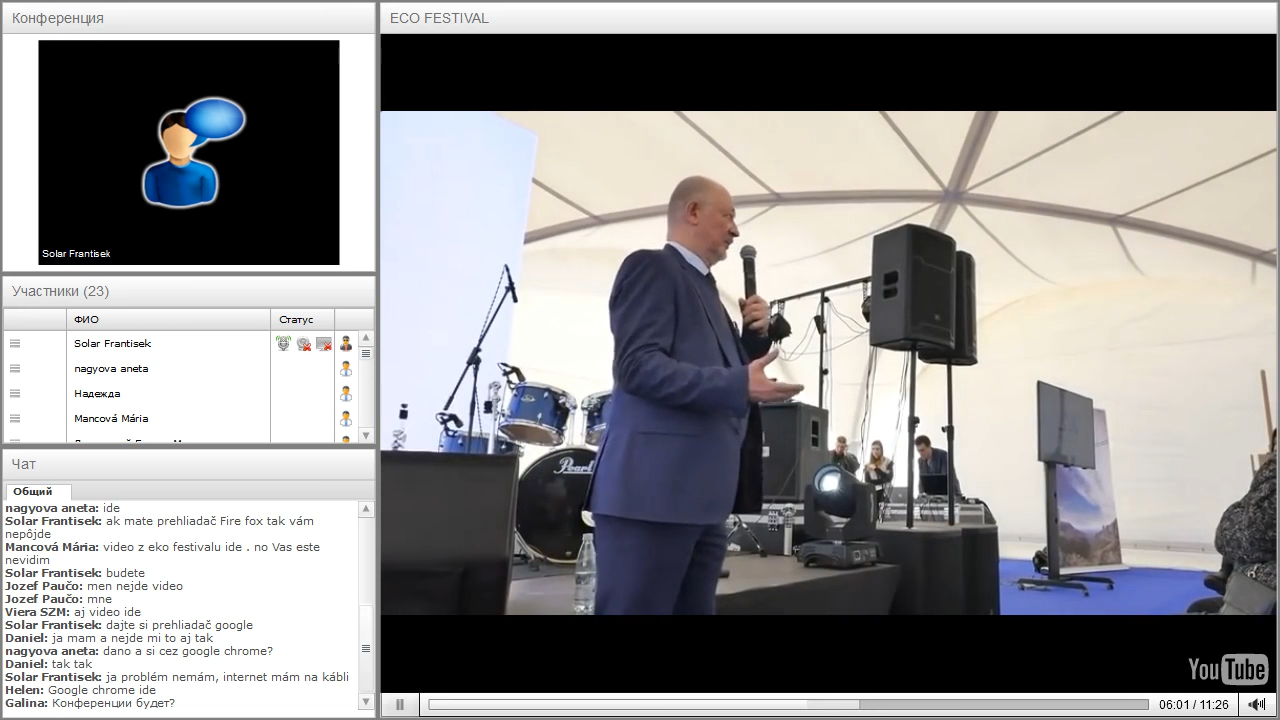 Конференция
Solar Frantisek
Участники (23)
ФИО
Статус
Solar Frantisek
nagyova aneta
Надежда
Mancová Mária
Чат
Общий
nagyova aneta: ide
Solar Frantisek: ak mate prehliadač Fire fox tak vám
nepôjde
Mancová Mária: video z eko festivalu ide . no Vas este
nevidim
Solar Frantisek: budete
Jozef Paučo: men nejde video
Jozef Paučo: mne
Viera SZM: aj video ide
Solar Frantisek: dajte si prehliadač google
Daniel: ja mam a nejde mi to aj tak
nagyova aneta: dano a si cez google chrome?
Daniel: tak tak
Solar Frantisek: ja problém nemám, internet mám na kábli
Helen: Google chrome ide
Galina: Конференции будет?
ECO FESTIVAL
Pearl
YouTube
06:01 / 11:26